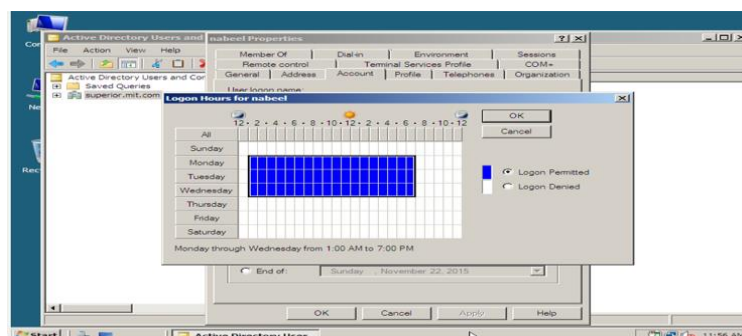 Active Directory Users and
nabeel Properties
File Action View Help
Member Of Dial-in Environment Sessions
Remote control Terminal Services Profile COM+
General Address Account Profile Telephones Organization
Active Directory Users and Cor
Saved Queries
superior.mit.com
User logon name:
Logon Hours for nabeel
12 • 2 • 4 • 6 • 8 • 10 • 12 • 2 • 4 • 6 • 8 • 10 • 12
OK
All
Cancel
Sunday
Monday
Logon Permitted
Tuesday
Logon Denied
Wednesday
Thursday
Friday
Saturday
Monday through Wednesday from 1:00 AM to 7:00 PM
End of: Sunday , November 22, 2015
OK Cancel Apply Help
Start
Active Directory User
11:56 AM